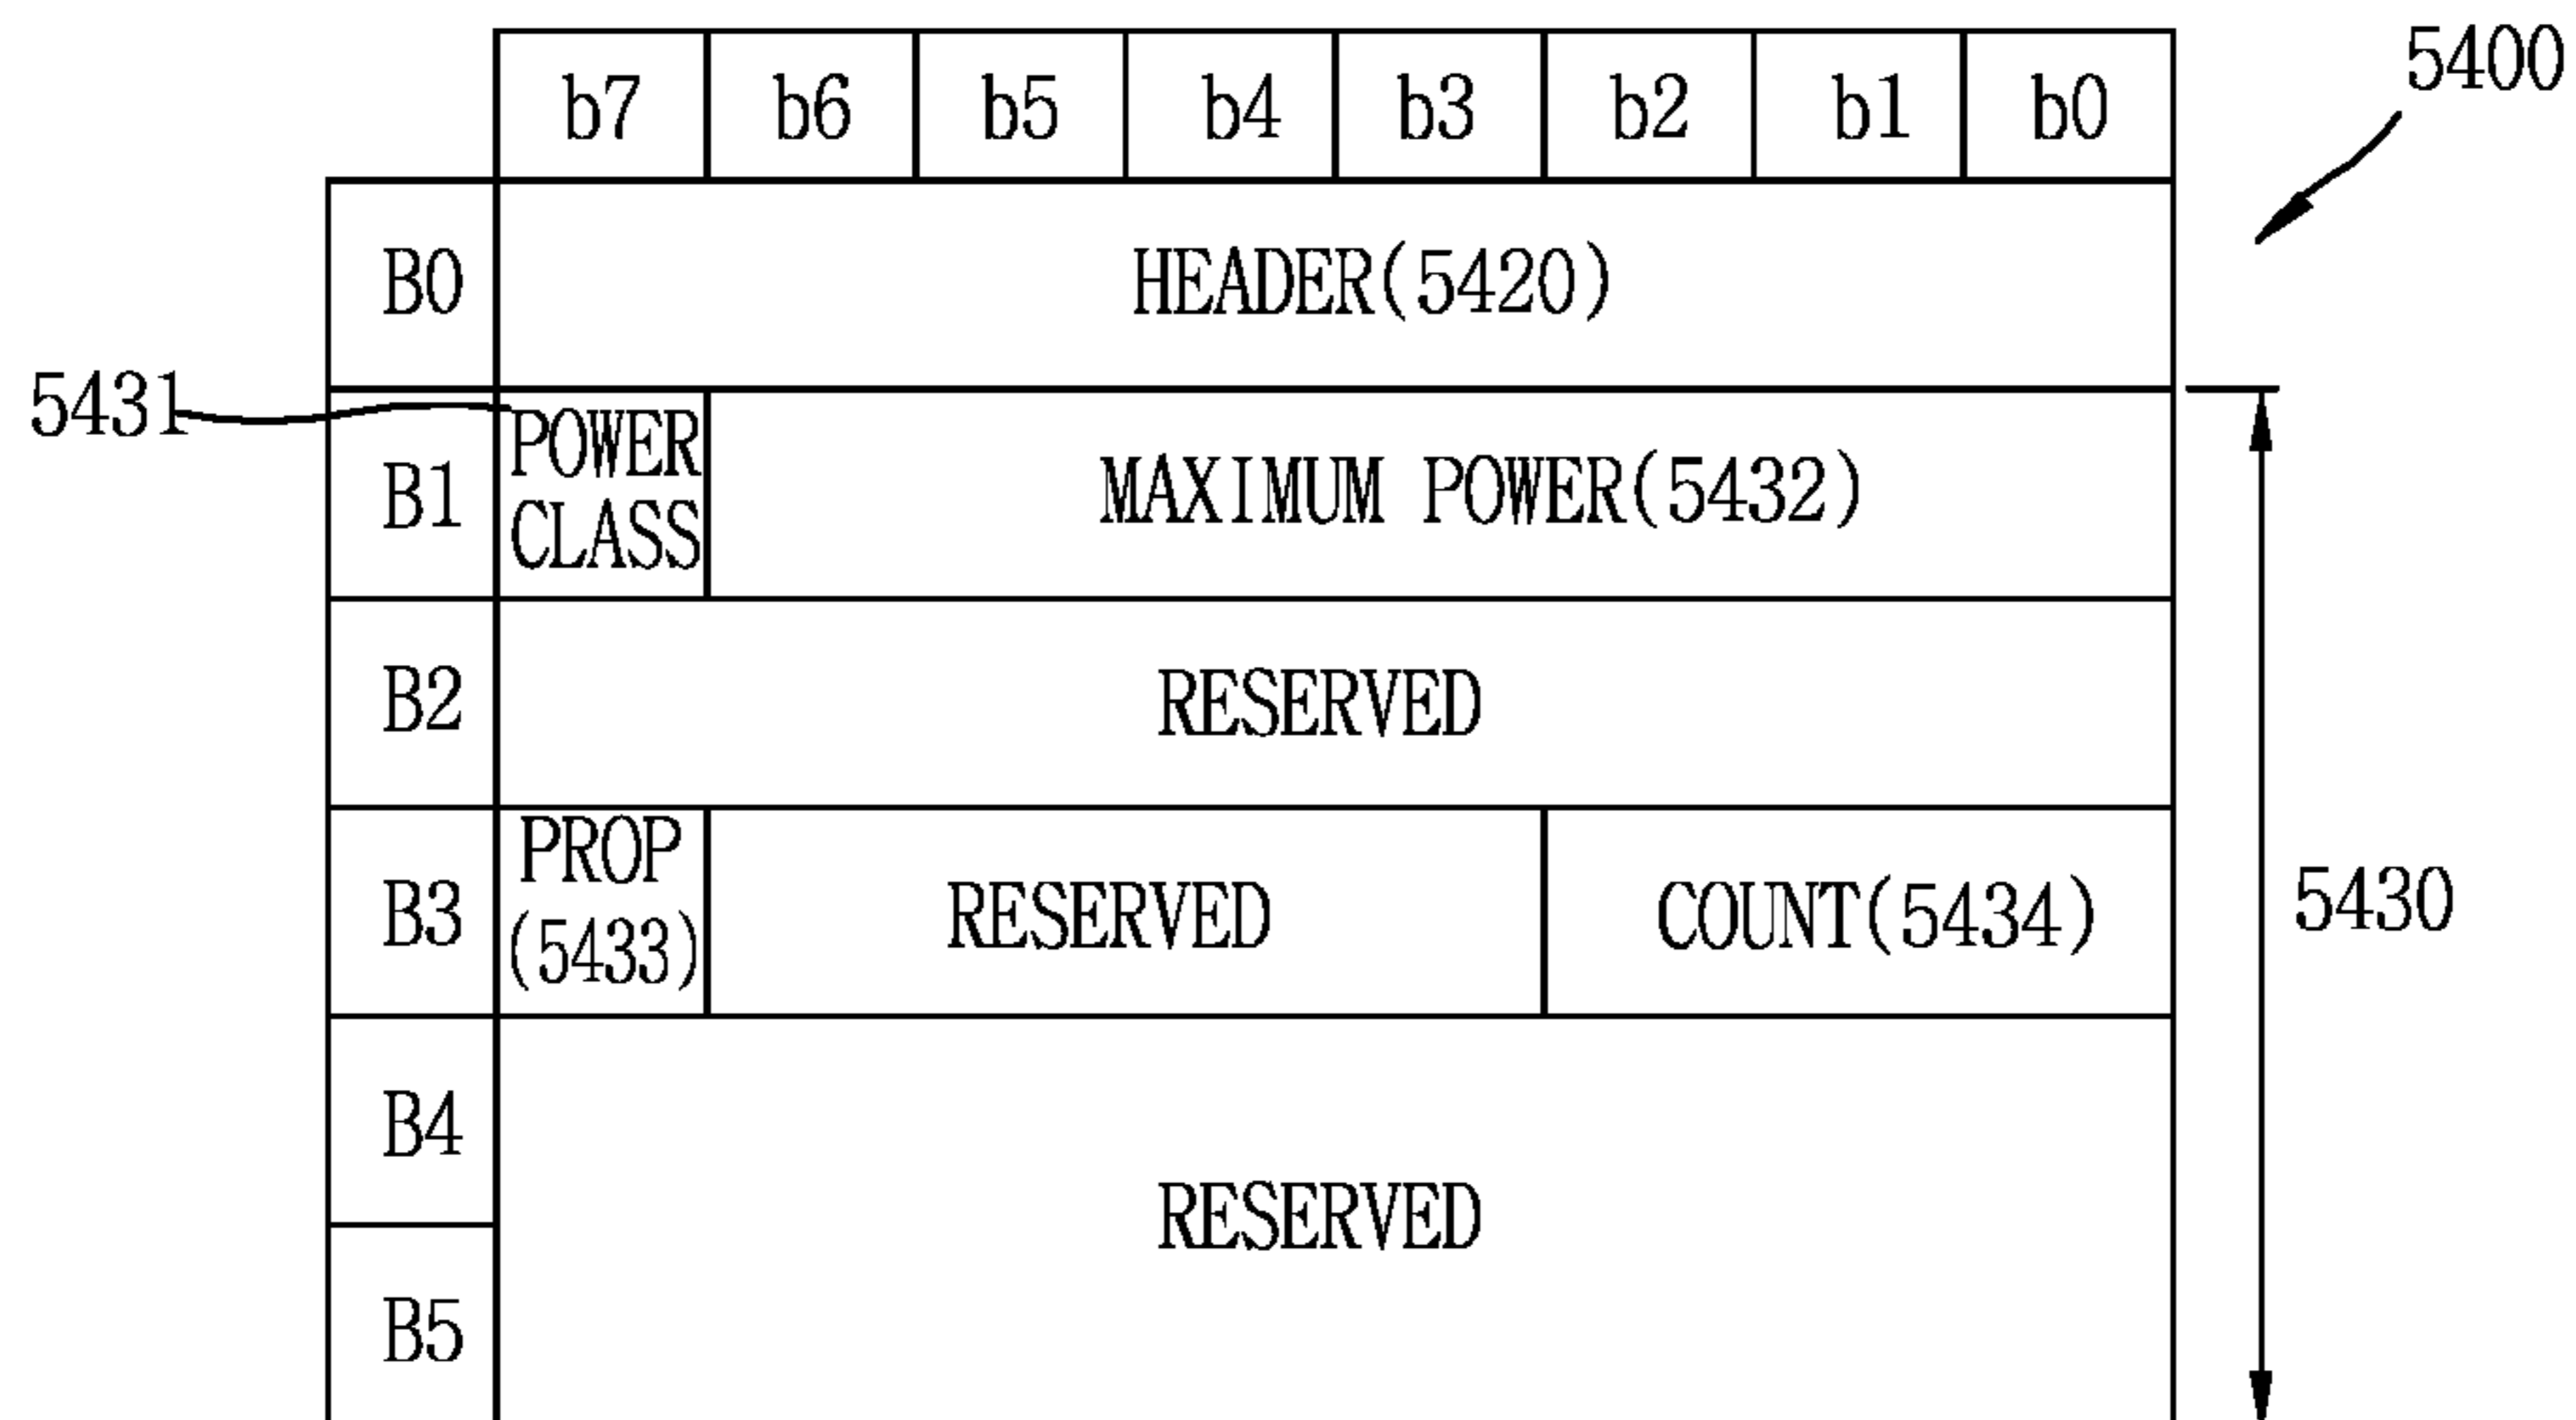 5400
b7 b6 b5 b4 b3 b2 b1 b0
B0 HEADER(5420)
5431
B1 POWER CLASS MAXIMUM POWER(5432)
B2 RESERVED
B3 PROP (5433) RESERVED COUNT(5434)
5430
B4
RESERVED
B5